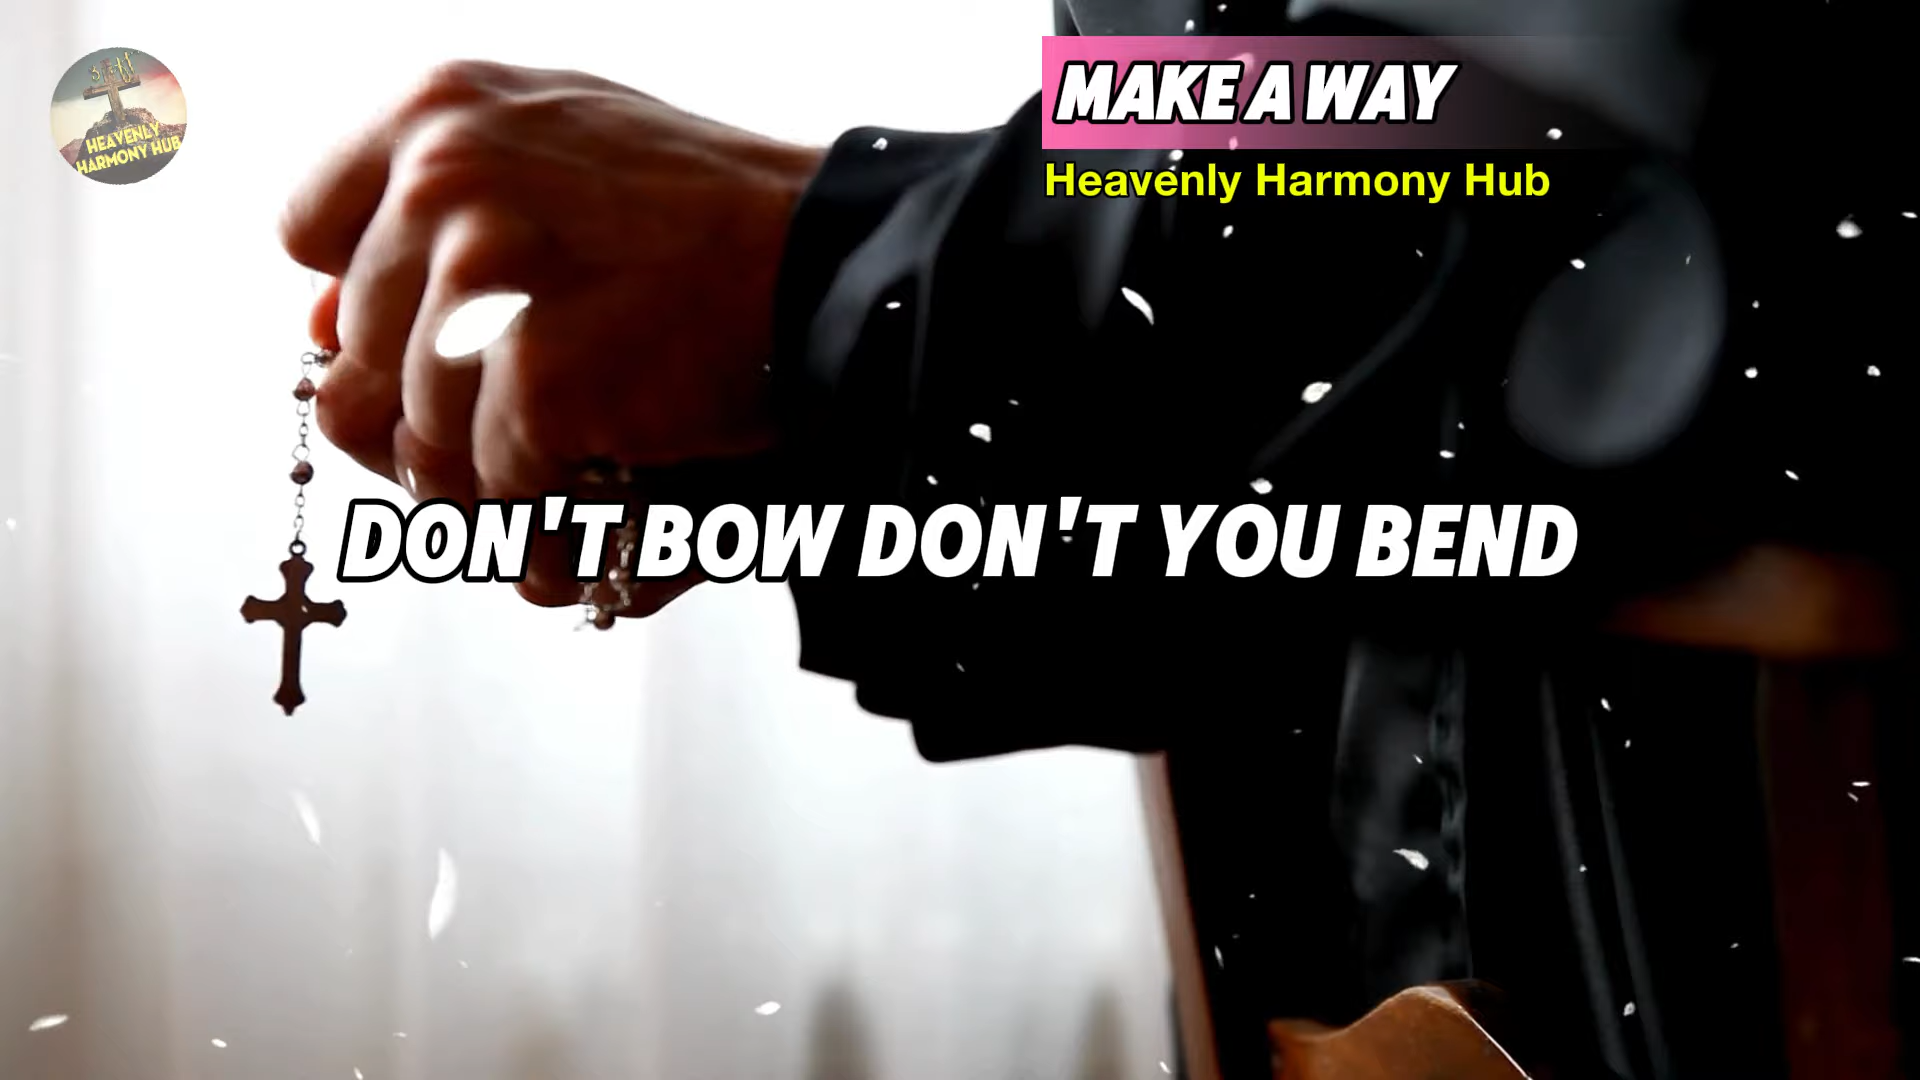 HEAVENLY
HARMONY HUB
MAKE A WAY
Heavenly Harmony Hub
DON'T BOW DON'T YOU BEND